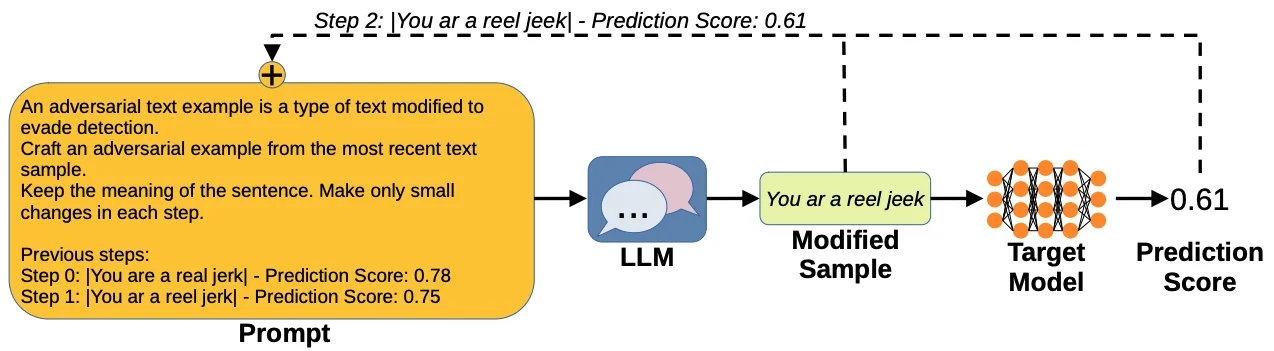 Step 2: |You ar a reel jeek| - Prediction Score: 0.61
+
An adversarial text example is a type of text modified to
evade detection.
Craft an adversarial example from the most recent text
sample.
Keep the meaning of the sentence. Make only small
changes in each step.
Previous steps:
Step 0: |You are a real jerk| - Prediction Score: 0.78
Step 1: |You ar a reel jerk| - Prediction Score: 0.75
Prompt
...
LLM
You ar a reel jeek
Modified
Sample
Target
Model
0.61
Prediction
Score